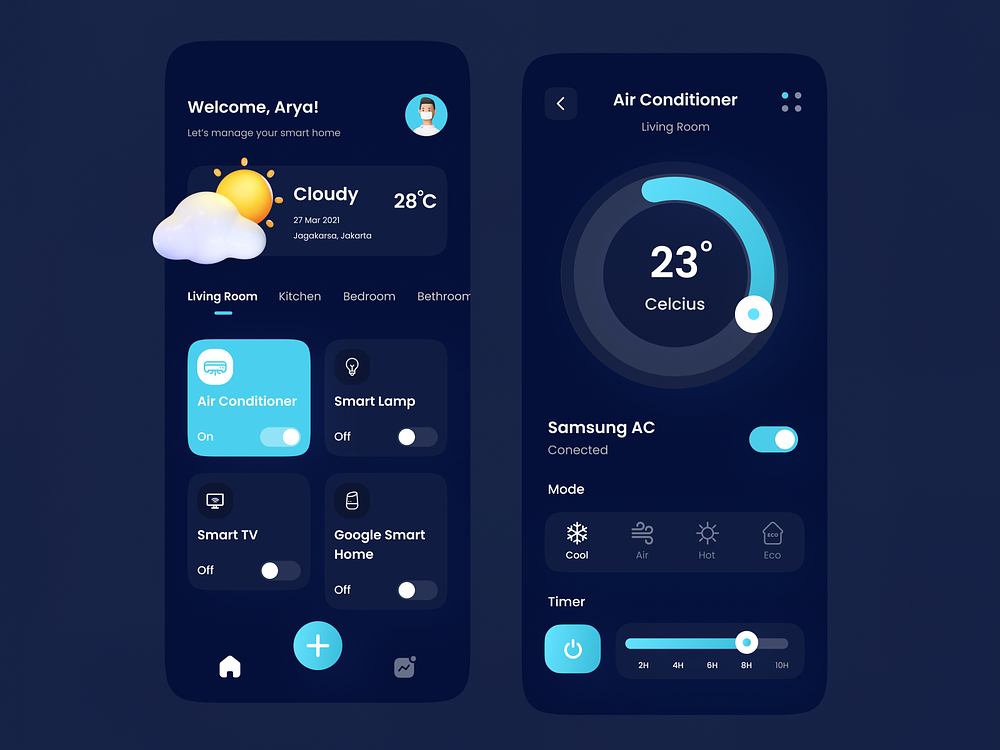 Welcome, Arya!
Let's manage your smart home
Cloudy
28°C
27 Mar 2021
Jagakarsa, Jakarta
Living Room Kitchen Bedroom Bethroom
Air Conditioner
On
Smart Lamp
Off
Smart TV
Off
Google Smart
Home
Off
Air Conditioner
Living Room
23°
Celcius
Samsung AC
Conected
Mode
ECO
Cool Air Hot Eco
Timer
2H 4H 6H 8H 10H